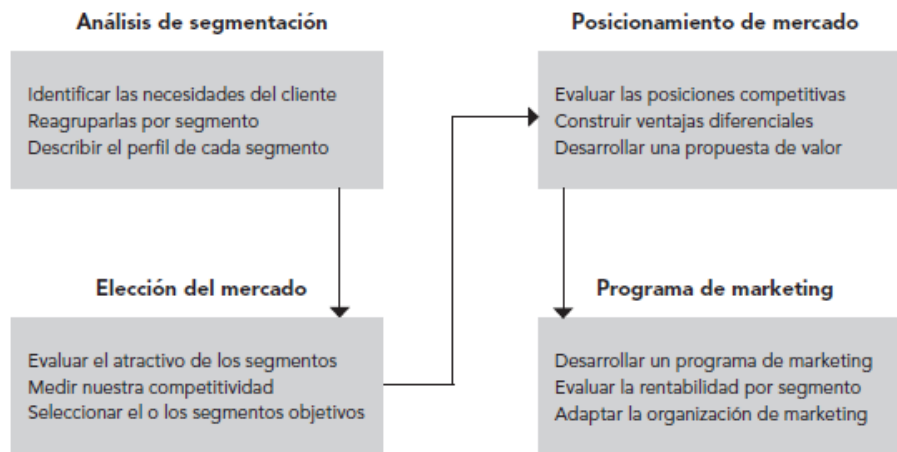 Análisis de segmentación
Identificar las necesidades del cliente
Reagruparlas por segmento
Describir el perfil de cada segmento
Elección del mercado
Evaluar el atractivo de los segmentos
Medir nuestra competitividad
Seleccionar el o los segmentos objetivos
Posicionamiento de mercado
Evaluar las posiciones competitivas
Construir ventajas diferenciales
Desarrollar una propuesta de valor
Programa de marketing
Desarrollar un programa de marketing
Evaluar la rentabilidad por segmento
Adaptar la organización de marketing